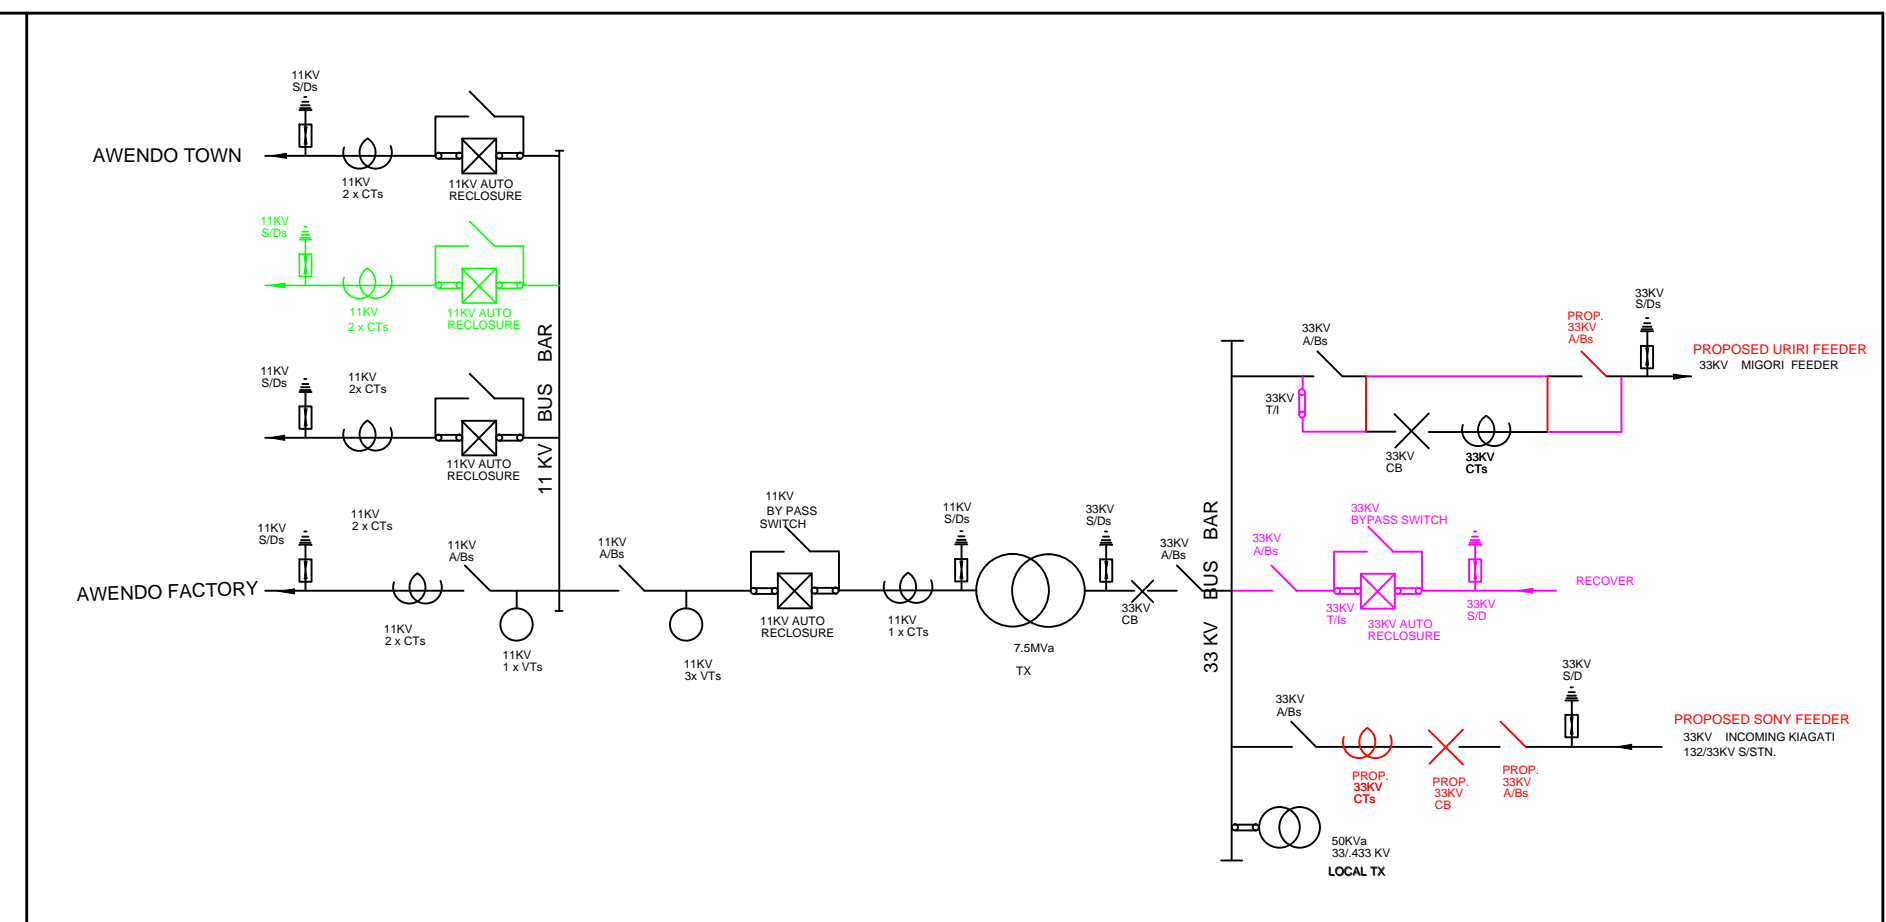 11KV
S/Ds
AWENDO TOWN
11KV
2 x CTs
11KV AUTO
RECLOSURE
11KV
S/Ds
11KV
2 x CTs
11KV AUTO
RECLOSURE
11KV
S/Ds
11KV
2x CTs
11KV AUTO
RECLOSURE
11 KV BUS BAR
11KV
S/Ds
11KV
2 x CTs
AWENDO FACTORY
11KV
2 x CTs
11KV
A/Bs
11KV
1 x VTs
11KV
A/Bs
11KV
3x VTs
11KV
BY PASS
SWITCH
11KV AUTO
RECLOSURE
11KV
1 x CTs
11KV
S/Ds
7.5MVa
TX
33KV
S/Ds
33KV
CB
33KV
A/Bs
33 KV BUS BAR
33KV
A/Bs
33KV
T/I
33KV
CB
33KV
CTs
PROP.
33KV
A/Bs
33KV
S/Ds
PROPOSED URIRI FEEDER
33KV MIGORI FEEDER
33KV
A/Bs
33KV
BYPASS SWITCH
33KV
T/Is
33KV AUTO
RECLOSURE
33KV
S/D
RECOVER
33KV
A/Bs
PROP.
33KV
CTs
PROP.
33KV
CB
PROP.
33KV
A/Bs
33KV
S/D
PROPOSED SONY FEEDER
33KV INCOMING KIAGATI
132/33KV S/STN.
50KVa
33/.433 KV
LOCAL TX